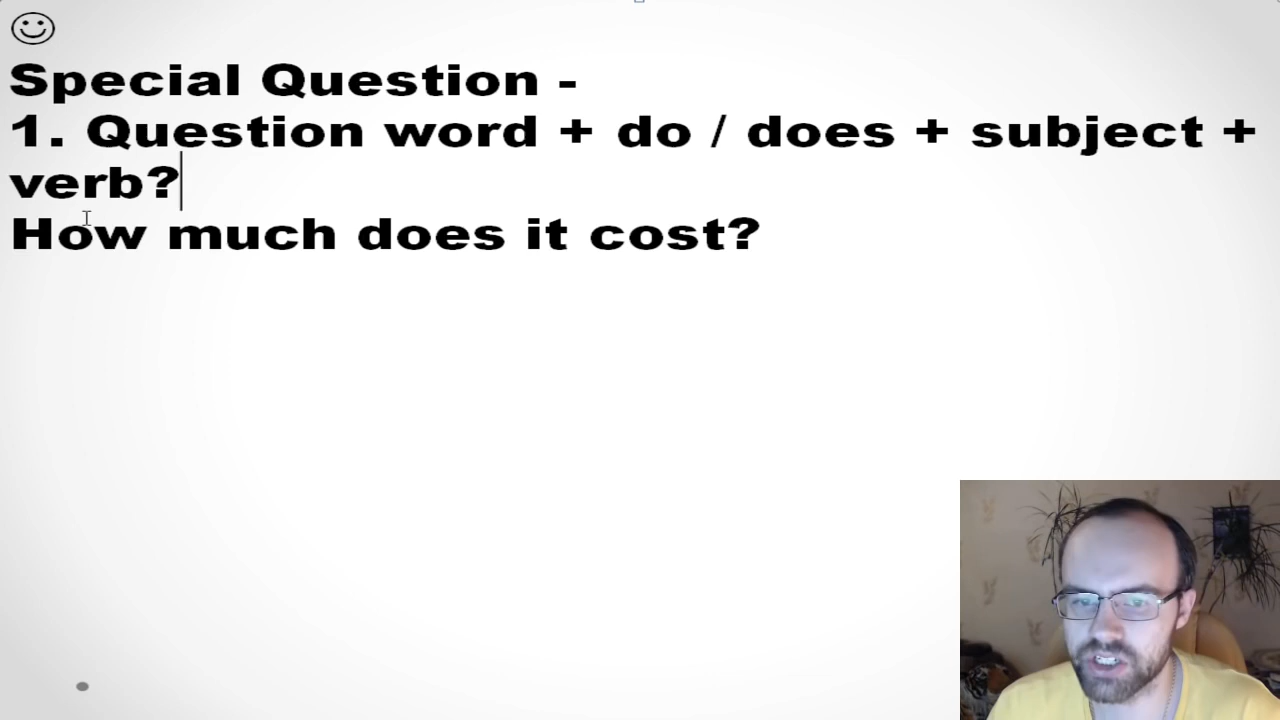 Special Question -
1. Question word + do / does + subject +
verb?
How much does it cost?